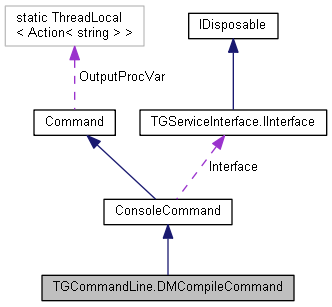 static ThreadLocal
< Action< string > >
IDisposable
OutputProcVar
Command
TGServiceInterface.IInterface
Interface
ConsoleCommand
TGCommandLine.DMCompileCommand